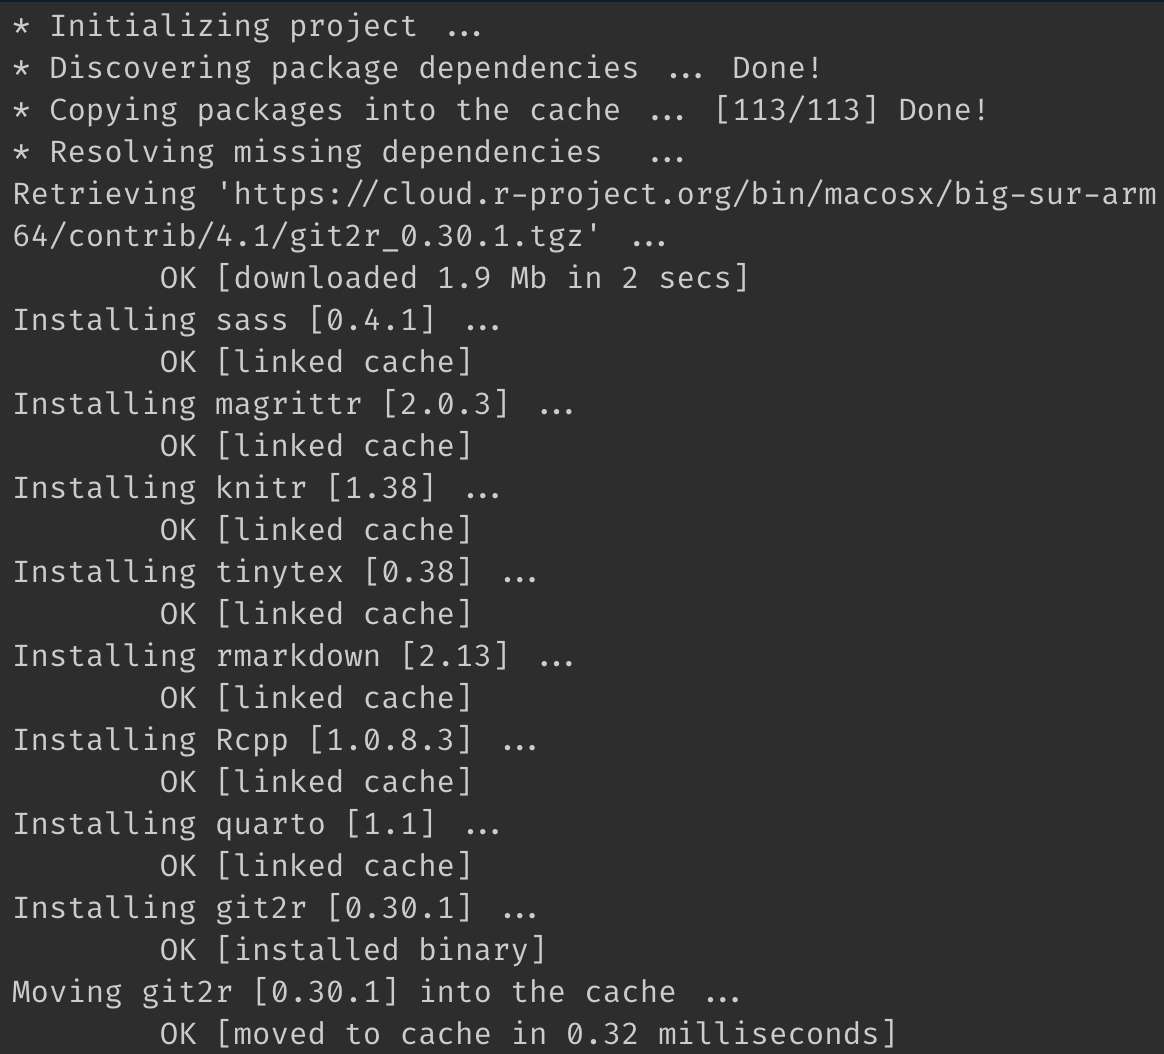 * Initializing project ...
* Discovering package dependencies ... Done!
* Copying packages into the cache ... [113/113] Done!
* Resolving missing dependencies  ...
Retrieving 'https://cloud.r-project.org/bin/macosx/big-sur-arm
64/contrib/4.1/git2r_0.30.1.tgz' ...
        OK [downloaded 1.9 Mb in 2 secs]
Installing sass [0.4.1] ...
        OK [linked cache]
Installing magrittr [2.0.3] ...
        OK [linked cache]
Installing knitr [1.38] ...
        OK [linked cache]
Installing tinytex [0.38] ...
        OK [linked cache]
Installing rmarkdown [2.13] ...
        OK [linked cache]
Installing Rcpp [1.0.8.3] ...
        OK [linked cache]
Installing quarto [1.1] ...
        OK [linked cache]
Installing git2r [0.30.1] ...
        OK [installed binary]
Moving git2r [0.30.1] into the cache ...
        OK [moved to cache in 0.32 milliseconds]